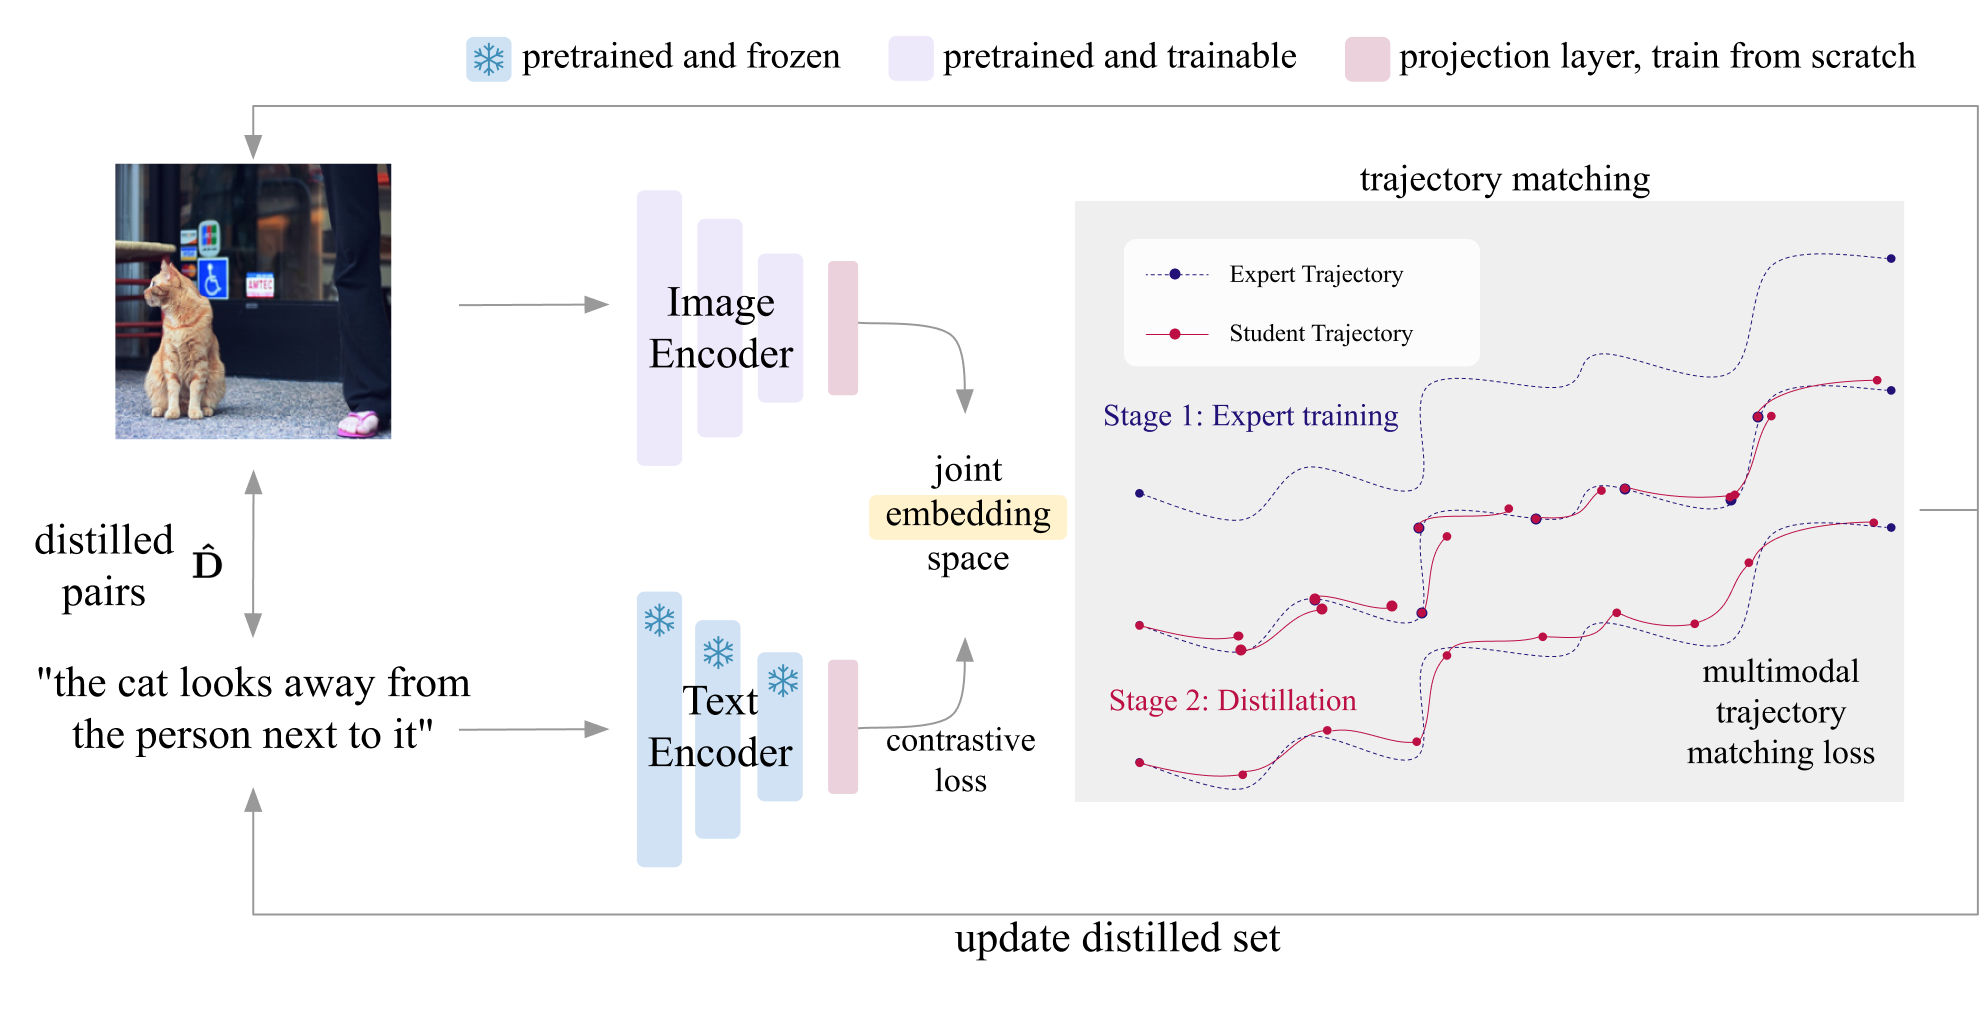 pretrained and frozen
pretrained and trainable
projection layer, train from scratch
trajectory matching
AMTEC
Image
Encoder
Expert Trajectory
Student Trajectory
Stage 1: Expert training
joint
embedding
space
distilled
pairs
D̂
"the cat looks away from
the person next to it"
Text
Encoder
contrastive
loss
Stage 2: Distillation
multimodal
trajectory
matching loss
update distilled set